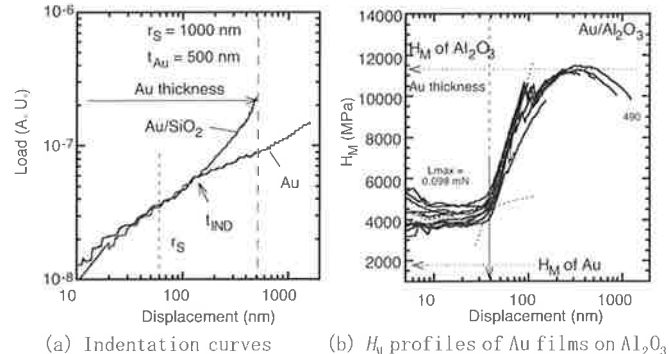 (a)
10-6
10-7
10-8
Load (A. U.)
rS = 1000 nm
tAu = 500 nm
Au thickness
Au/SiO2
Au
tIND
rS
10
100
1000
Displacement (nm)
(a) Indentation curves
(b)
14000
12000
10000
8000
6000
4000
2000
HM (MPa)
Au/Al2O3
HM of Al2O3
Au thickness
490
Lmax =
0.098 mN
HM of Au
10
100
1000
Displacement (nm)
(b) HM profiles of Au films on Al2O3